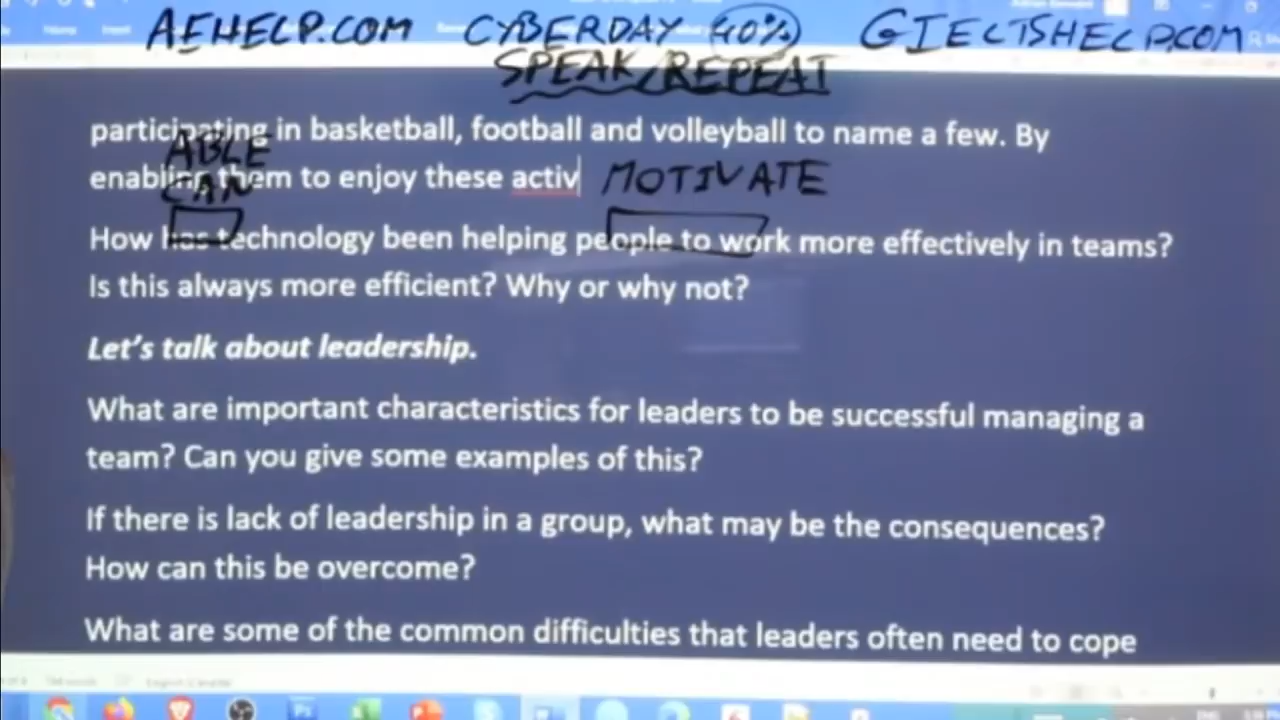 AEHELP.COM CYBERDAY 40% GIELTSHELP.COM
SPEAK/REPEAT
participating in basketball, football and volleyball to name a few. By
ABLE
enabling them to enjoy these activ MOTIVATE
CAN
How has technology been helping people to work more effectively in teams?
Is this always more efficient? Why or why not?
Let's talk about leadership.
What are important characteristics for leaders to be successful managing a
team? Can you give some examples of this?
If there is lack of leadership in a group, what may be the consequences?
How can this be overcome?
What are some of the common difficulties that leaders often need to cope